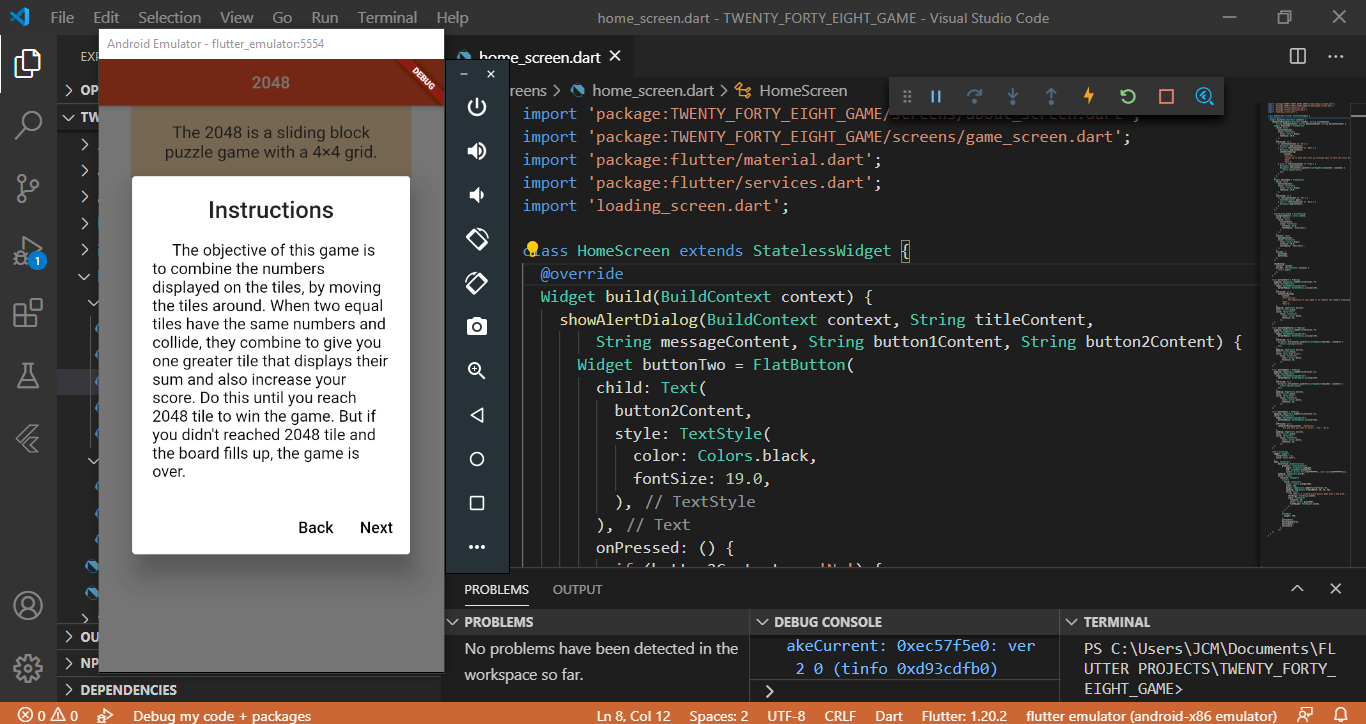 File Edit Selection View Go Run Terminal Help
home_screen.dart - TWENTY_FORTY_EIGHT_GAME - Visual Studio Code
Android Emulator - flutter_emulator:5554
2048
DEBUG
The 2048 is a sliding block
puzzle game with a 4×4 grid.
Instructions
The objective of this game is
to combine the numbers
displayed on the tiles, by moving
the tiles around. When two equal
tiles have the same numbers and
collide, they combine to give you
one greater tile that displays their
sum and also increase your
score. Do this until you reach
2048 tile to win the game. But if
you didn't reached 2048 tile and
the board fills up, the game is
over.
Back Next
EXP
OP
TW
1
OU
NP
DEPENDENCIES
home_screen.dart
reens > home_screen.dart > HomeScreen
import 'package:TWENTY_FORTY_EIGHT_GAME/screens/about_screen.dart';
import 'package:TWENTY_FORTY_EIGHT_GAME/screens/game_screen.dart';
import 'package:flutter/material.dart';
import 'package:flutter/services.dart';
import 'loading_screen.dart';
class HomeScreen extends StatelessWidget {
@override
Widget build(BuildContext context) {
showAlertDialog(BuildContext context, String titleContent,
String messageContent, String button1Content, String button2Content) {
Widget buttonTwo = FlatButton(
child: Text(
button2Content,
style: TextStyle(
color: Colors.black,
fontSize: 19.0,
), // TextStyle
), // Text
onPressed: () {
PROBLEMS OUTPUT
PROBLEMS
No problems have been detected in the
workspace so far.
DEBUG CONSOLE
akeCurrent: 0xec57f5e0: ver
2 0 (tinfo 0xd93cdfb0)
>
TERMINAL
PS C:\Users\JCM\Documents\FL
UTTER PROJECTS\TWENTY_FORTY_
EIGHT_GAME>
0 0 Debug my code + packages Ln 8, Col 12 Spaces: 2 UTF-8 CRLF Dart Flutter: 1.20.2 flutter emulator (android-x86 emulator)